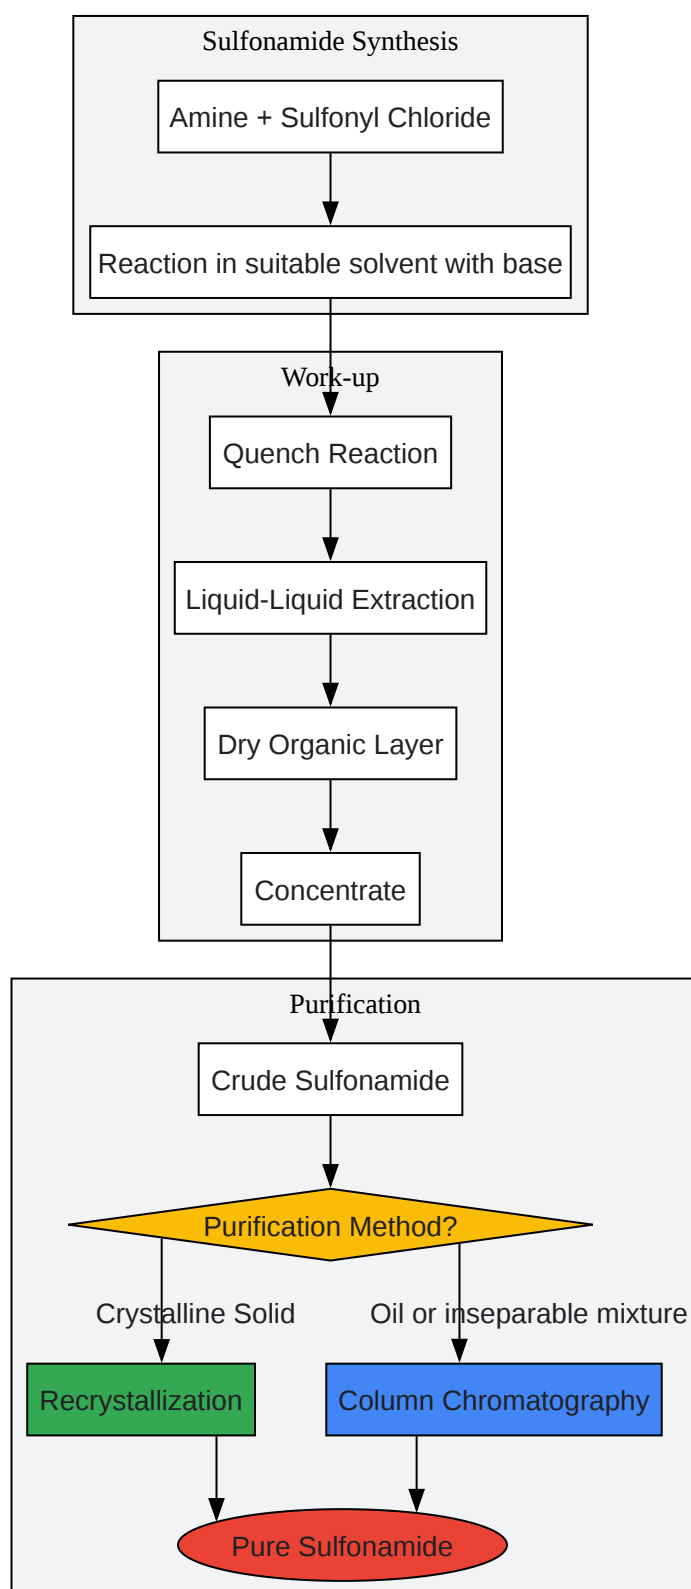 Sulfonamide Synthesis
Amine + Sulfonyl Chloride
Reaction in suitable solvent with base
Work-up
Quench Reaction
Liquid-Liquid Extraction
Dry Organic Layer
Concentrate
Purification
Crude Sulfonamide
Purification Method?
Crystalline Solid
Oil or inseparable mixture
Recrystallization
Column Chromatography
Pure Sulfonamide